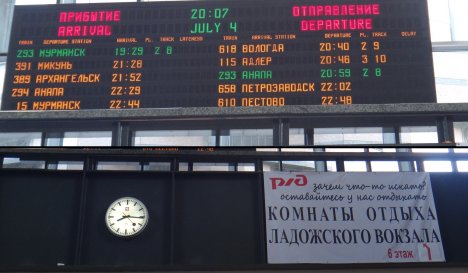 ПРИБЫТИЕ 20:07 ОТПРАВЛЕНИЕ
ARRIVAL JULY 4 DEPARTURE
TRAIN DEPARTURE STATION ARRIVAL PL. TRACK LATENESS TRAIN ARRIVAL STATION DEPARTURE PL. TRACK DELAY
293 МУРМАНСК 19:29 2 8 618 ВОЛОГДА 20:40 2 9
391 МИКУНЬ 21:28 115 АДЛЕР 20:46 3 10
389 АРХАНГЕЛЬСК 21:52 293 АНАПА 20:59 2 8
294 АНАПА 22:29 658 ПЕТРОЗАВОДСК 22:02
15 МУРМАНСК 22:44 610 ПЕСТОВО 22:48
РЖД зачем что-то искать?
оставайтесь у нас отдыхать
КОМНАТЫ ОТДЫХА
ЛАДОЖСКОГО ВОКЗАЛА
6 этаж